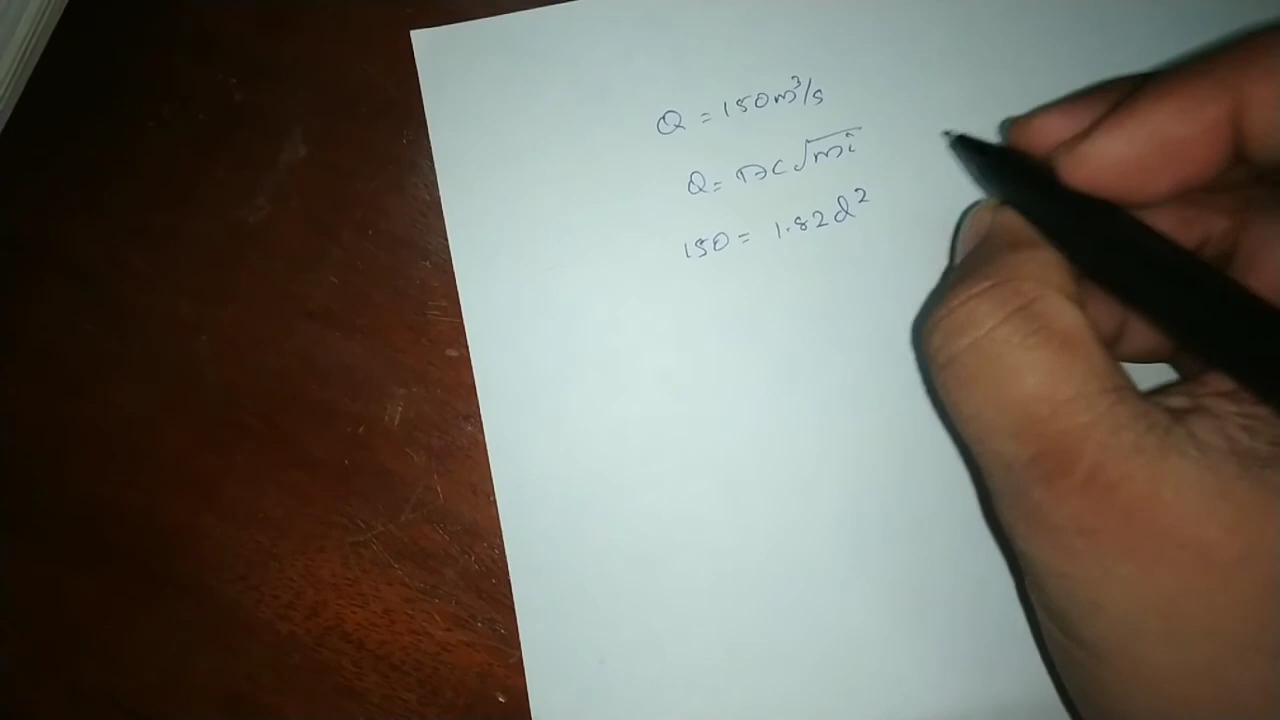 Q = 150m³/s
Q = AC√mi
150 = 1.82d²